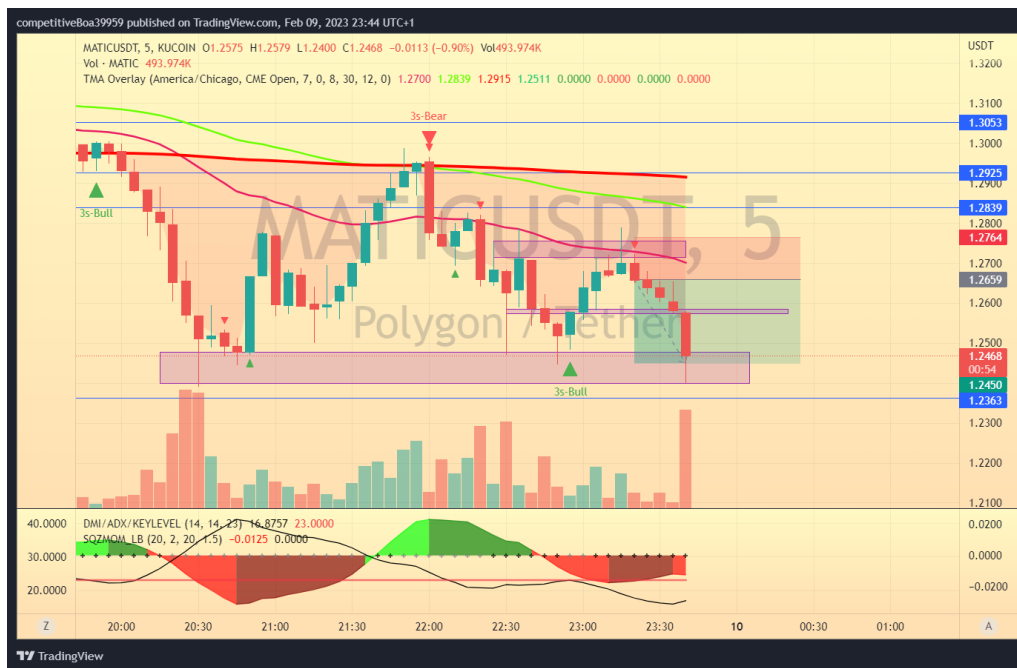 competitiveBoa39959 published on TradingView.com, Feb 09, 2023 23:44 UTC+1
MATICUSDT, 5, KUCOIN O1.2575 H1.2579 L1.2400 C1.2468 −0.0113 (−0.90%) Vol493.974K
Vol · MATIC 493.974K
TMA Overlay (America/Chicago, CME Open, 7, 0, 8, 30, 12, 0) 1.2700 1.2839 1.2915 1.2511 0.0000 0.0000 0.0000 0.0000
USDT
1.3200
1.3100
1.3053
1.3000
1.2925
1.2900
1.2839
1.2800
1.2764
1.2700
1.2659
1.2600
1.2500
1.2468
00:54
1.2450
1.2363
1.2300
1.2200
1.2100
3s-Bear
3s-Bull
3s-Bull
MATICUSDT, 5
Polygon / Tether
DMI/ADX/KEYLEVEL (14, 14, 23) 16.8757 23.0000
SQZMOM_LB (20, 2, 20, 1.5) −0.0125 0.0000
40.0000
30.0000
20.0000
0.0200
0.0000
−0.0200
Z 20:00 20:30 21:00 21:30 22:00 22:30 23:00 23:30 10 00:30 01:00 A
TradingView